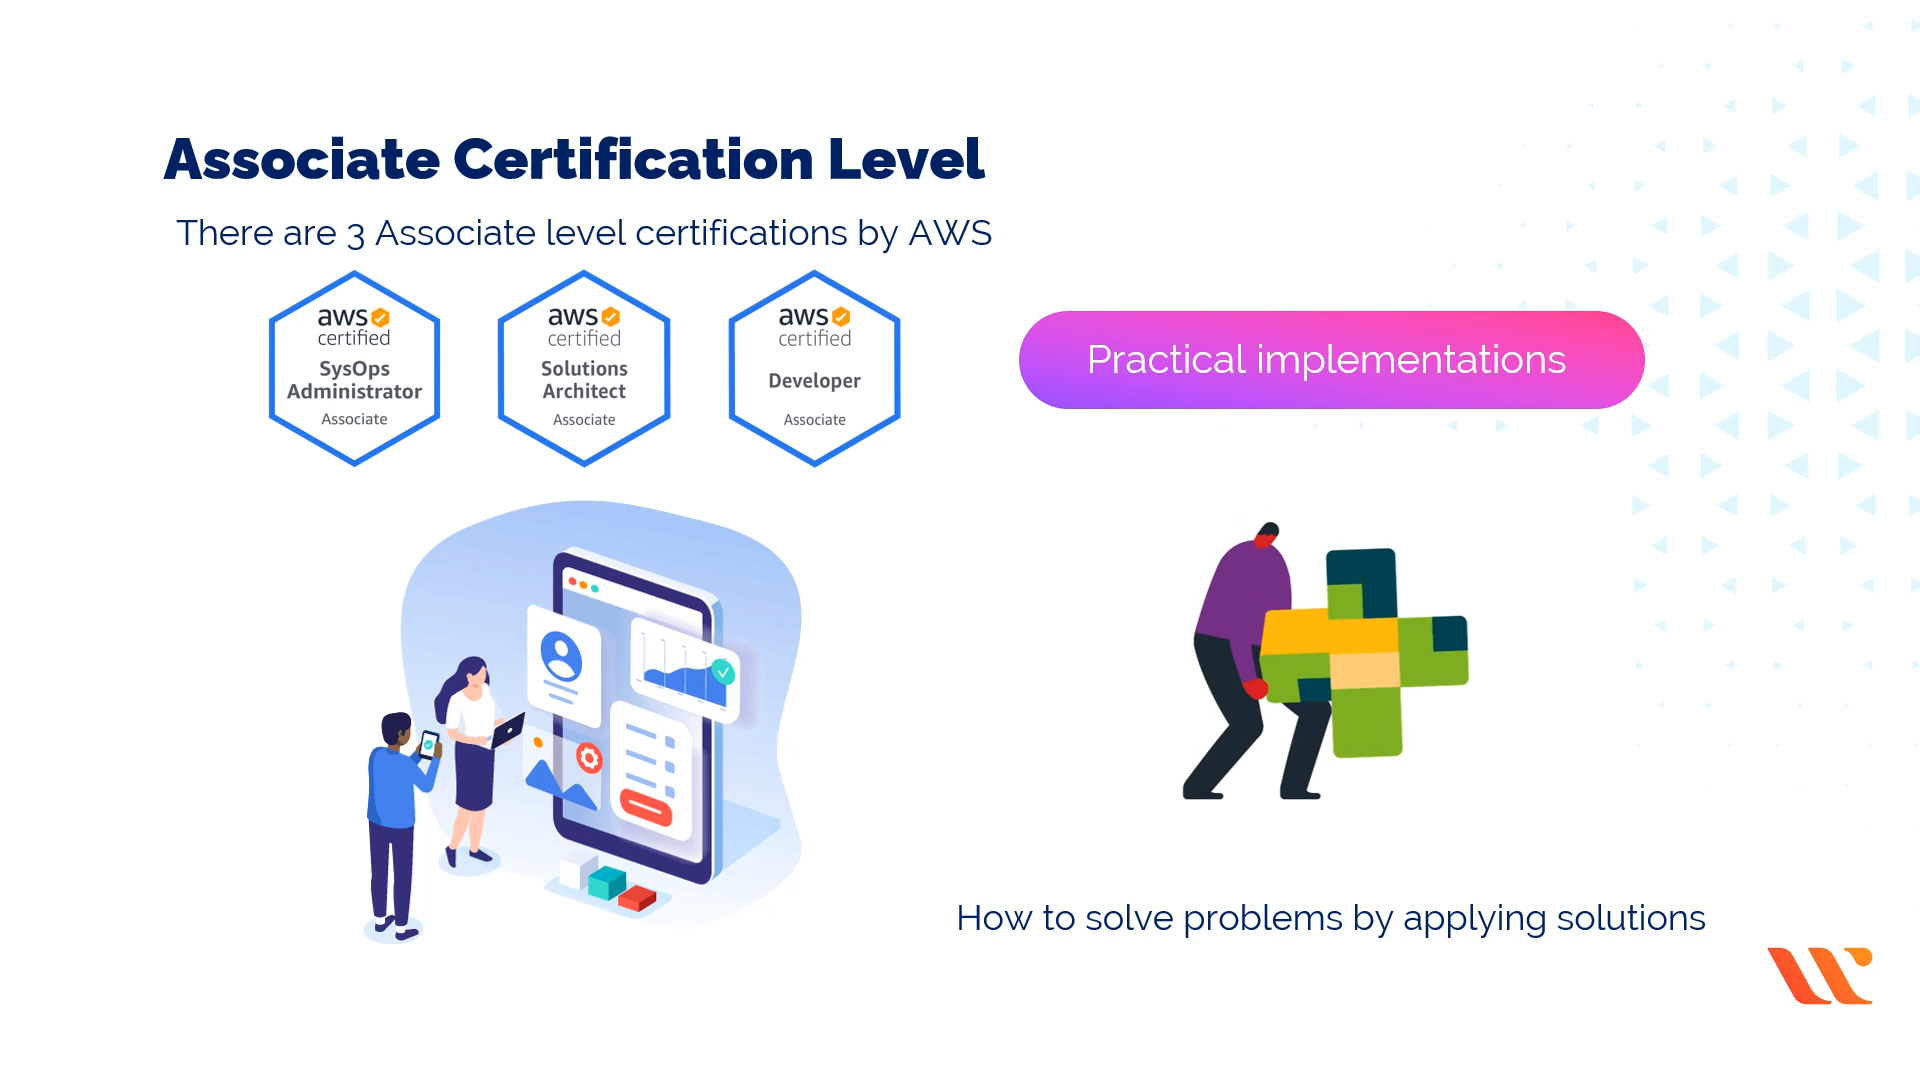 Associate Certification Level
There are 3 Associate level certifications by AWS
aws
certified
SysOps
Administrator
Associate
aws
certified
Solutions
Architect
Associate
aws
certified
Developer
Associate
Practical implementations
How to solve problems by applying solutions